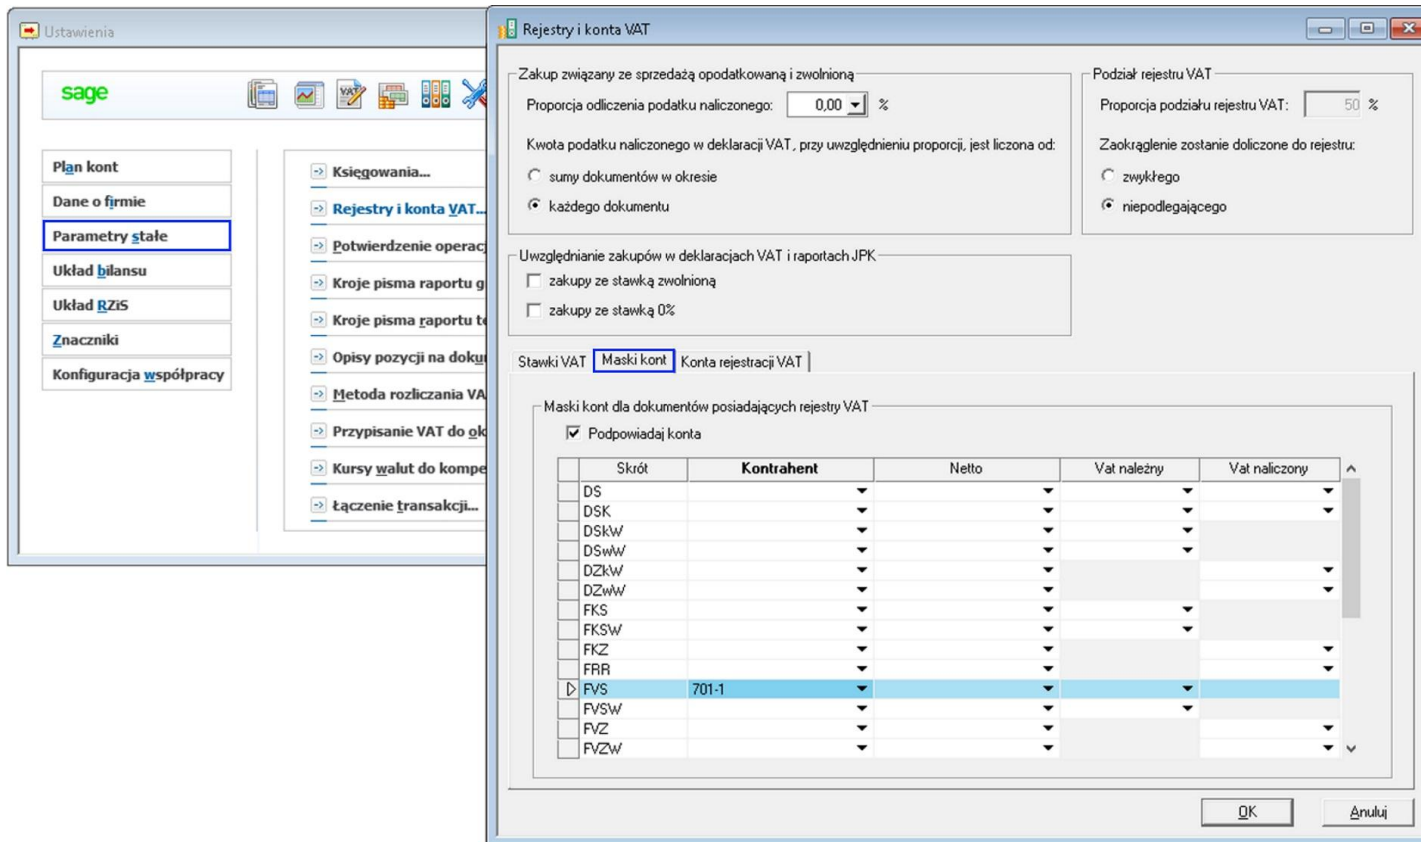 Ustawienia
sage
VAT
Plan kont
Dane o firmie
Parametry stałe
Układ bilansu
Układ RZiS
Znaczniki
Konfiguracja współpracy
Księgowania...
Rejestry i konta VAT...
Potwierdzenie operacj
Kroje pisma raportu g
Kroje pisma raportu te
Opisy pozycji na doku
Metoda rozliczania VA
Przypisanie VAT do ok
Kursy walut do kompe
Łączenie transakcji...
Rejestry i konta VAT
Zakup związany ze sprzedażą opodatkowaną i zwolnioną
Proporcja odliczenia podatku naliczonego: 0,00 %
Kwota podatku naliczonego w deklaracji VAT, przy uwzględnieniu proporcji, jest liczona od:
sumy dokumentów w okresie
każdego dokumentu
Podział rejestru VAT
Proporcja podziału rejestru VAT: 50 %
Zaokrąglenie zostanie doliczone do rejestru:
zwykłego
niepodlegającego
Uwzględnianie zakupów w deklaracjach VAT i raportach JPK
zakupy ze stawką zwolnioną
zakupy ze stawką 0%
Stawki VAT Maski kont Konta rejestracji VAT
Maski kont dla dokumentów posiadających rejestry VAT
Podpowiadaj konta
Skrót Kontrahent Netto Vat należny Vat naliczony
DS
DSK
DSkW
DSwW
DZkW
DZwW
FKS
FKSW
FKZ
FRR
FVS 701-1
FVSW
FVZ
FVZW
OK Anuluj